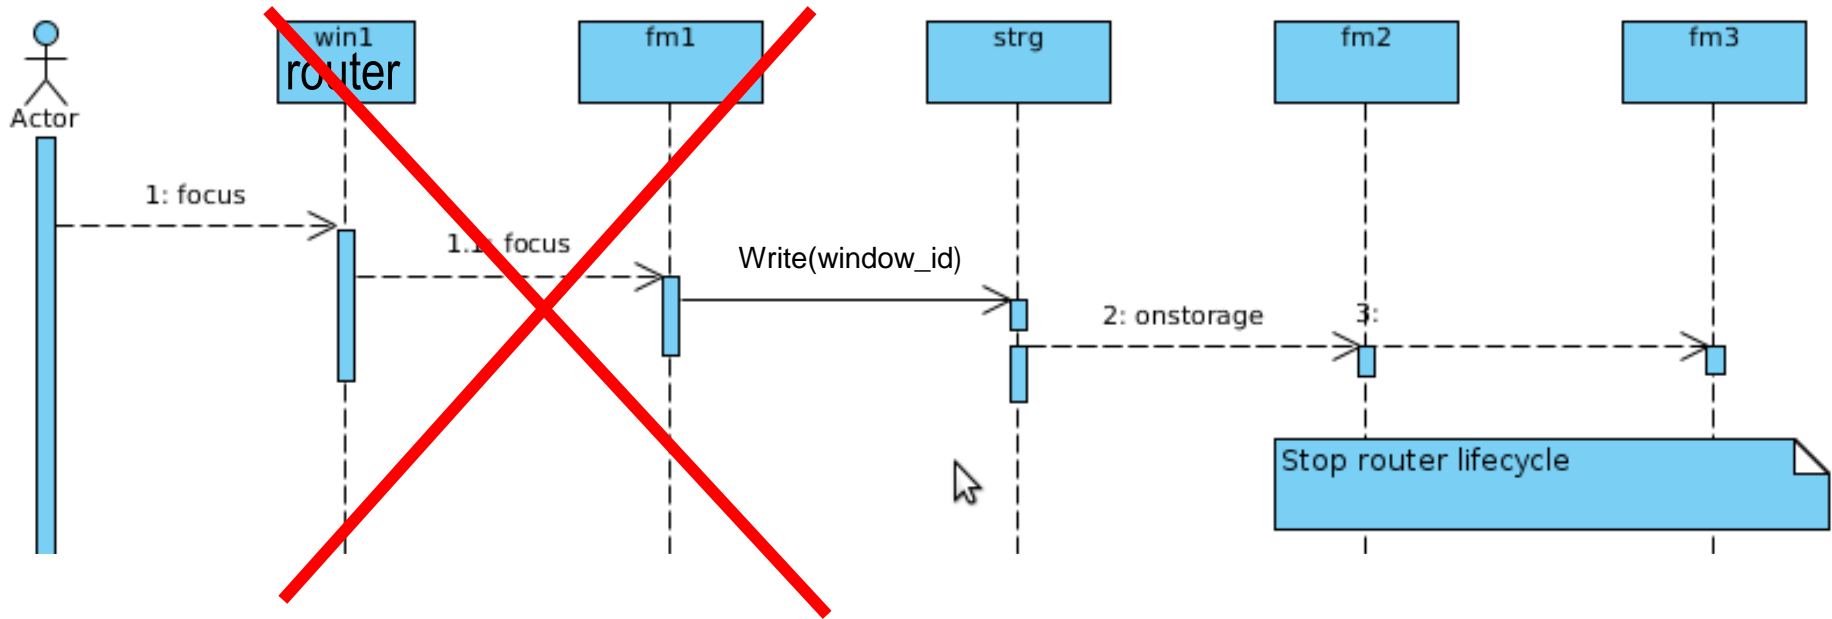 win1
router
fm1
strg
fm2
fm3
Actor
1: focus
1.1: focus
Write(window_id)
2: onstorage
3:
Stop router lifecycle